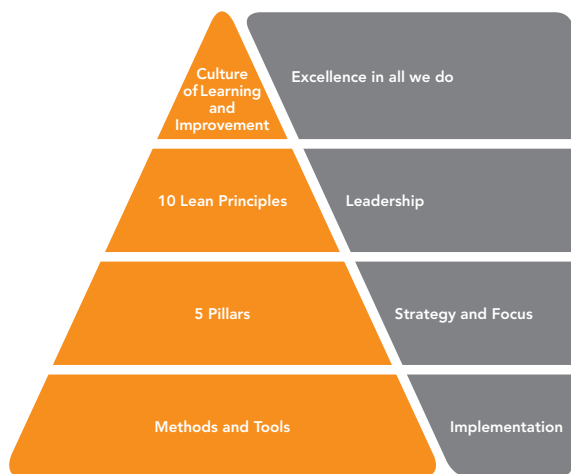 Culture
of Learning
and
Improvement
Excellence in all we do
10 Lean Principles
Leadership
5 Pillars
Strategy and Focus
Methods and Tools
Implementation